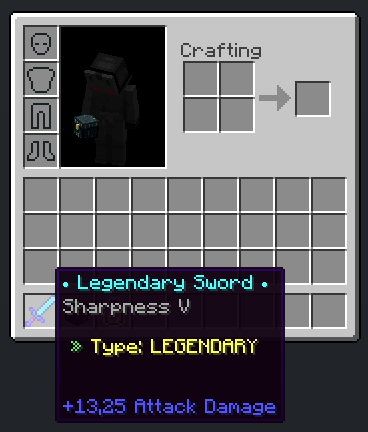 Crafting
• Legendary Sword •
Sharpness V
» Type: LEGENDARY
+13,25 Attack Damage